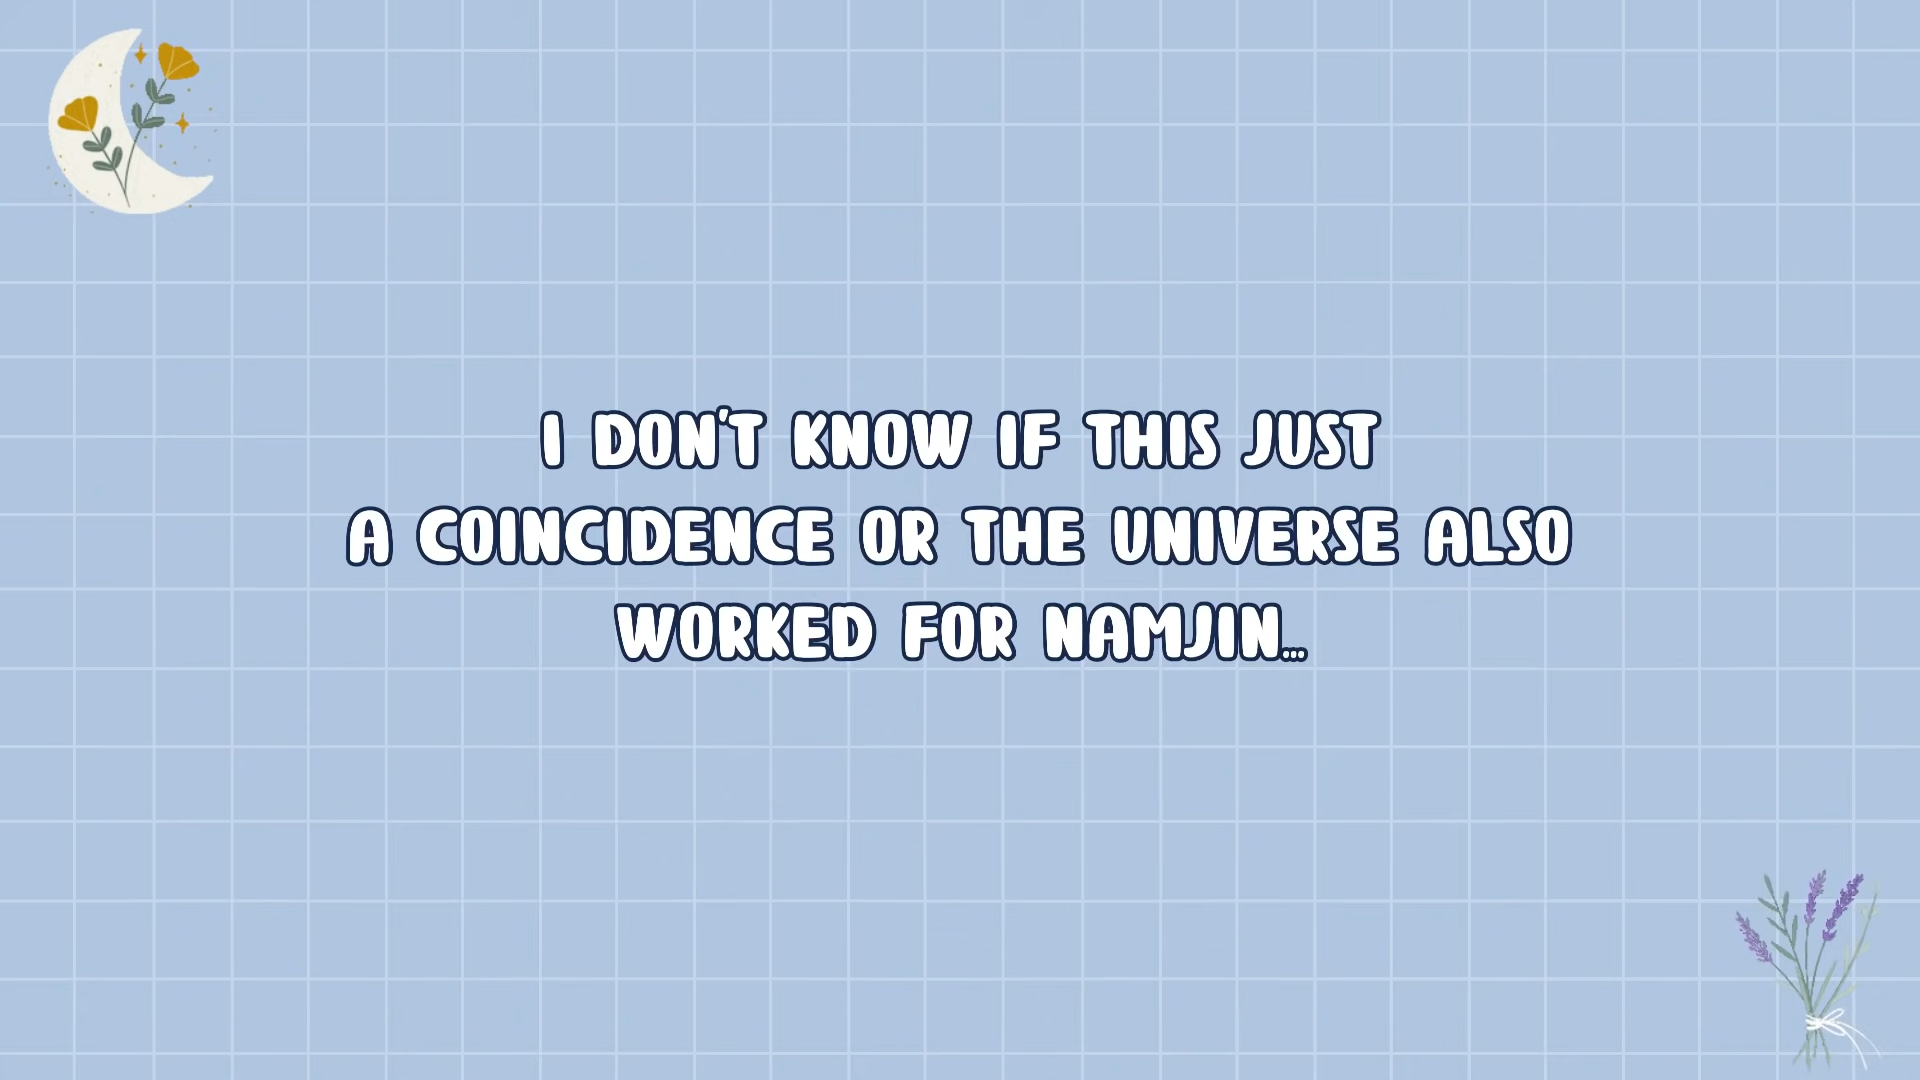 I DON'T KNOW IF THIS JUST
A COINCIDENCE OR THE UNIVERSE ALSO
WORKED FOR NAMJIN...